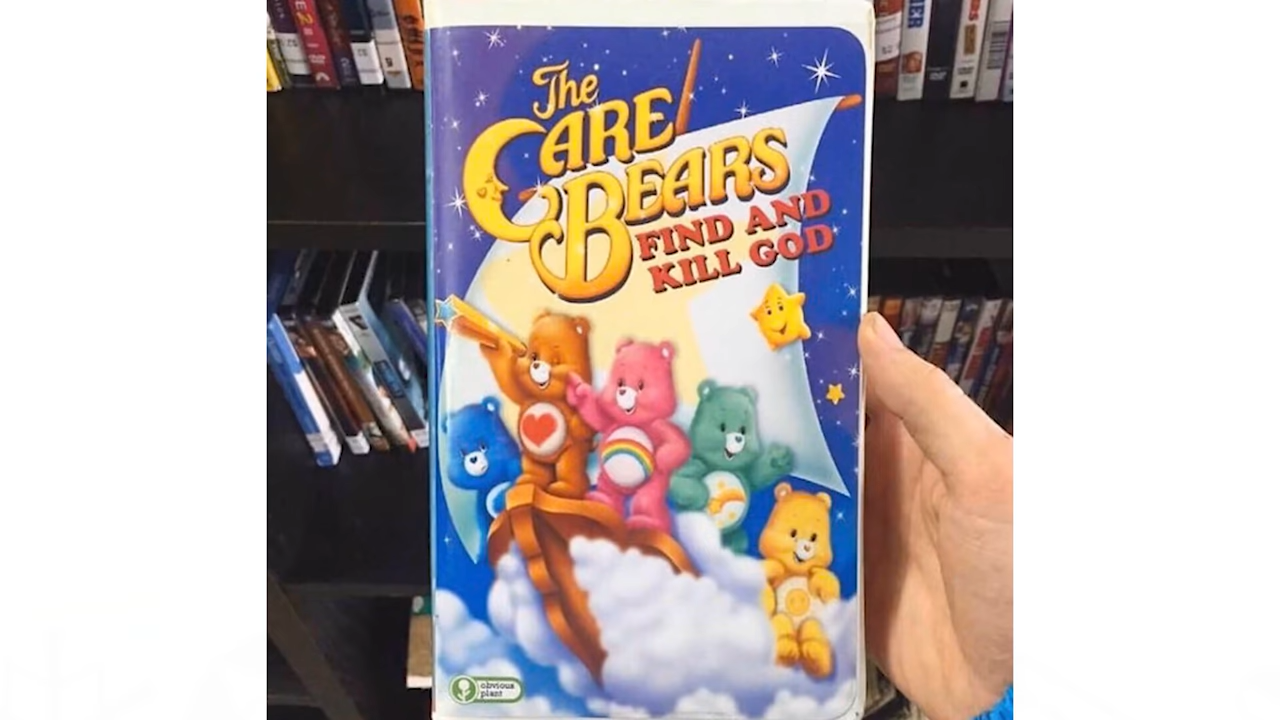 The
CARE
BEARS
FIND AND
KILL GOD
obvious
plant